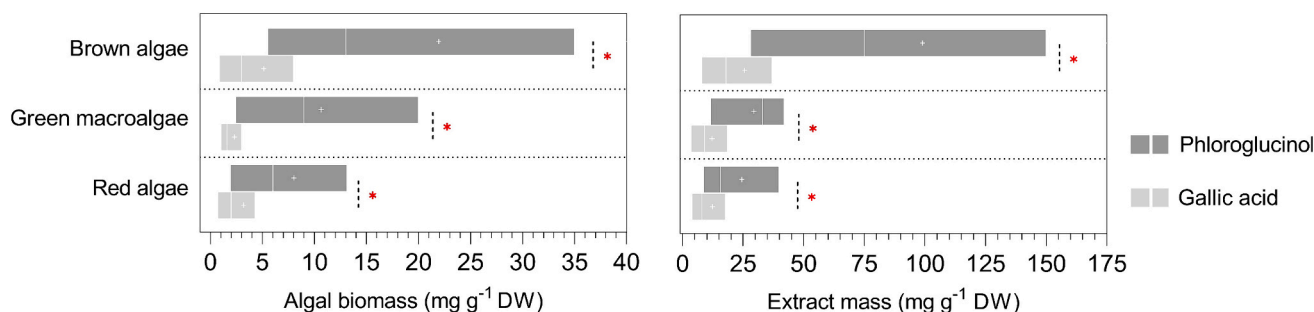 Brown algae
Green macroalgae
Red algae
* * *
* * *
0 5 10 15 20 25 30 35 40
Algal biomass (mg g⁻¹ DW)
0 25 50 75 100 125 150 175
Extract mass (mg g⁻¹ DW)
Phloroglucinol
Gallic acid